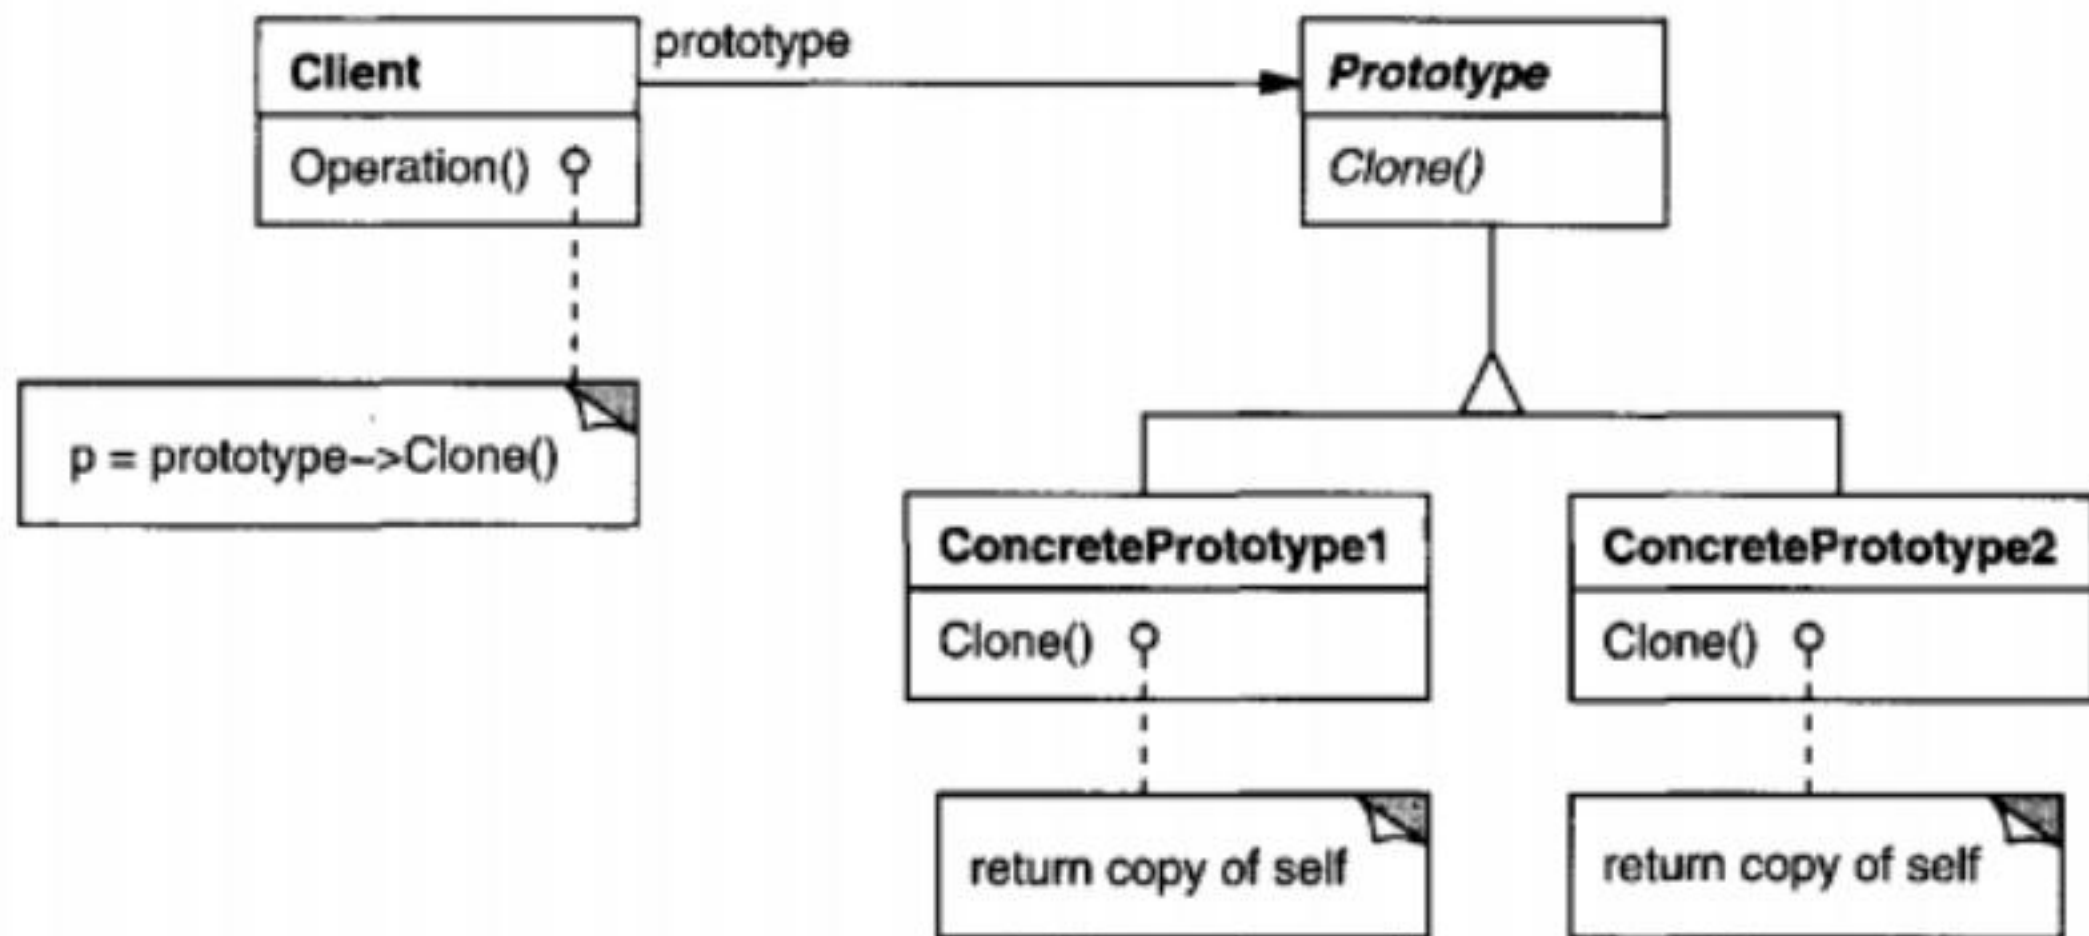 prototype
Client
Prototype
Operation()
Clone()
p = prototype–>Clone()
ConcretePrototype1
ConcretePrototype2
Clone()
Clone()
return copy of self
return copy of self